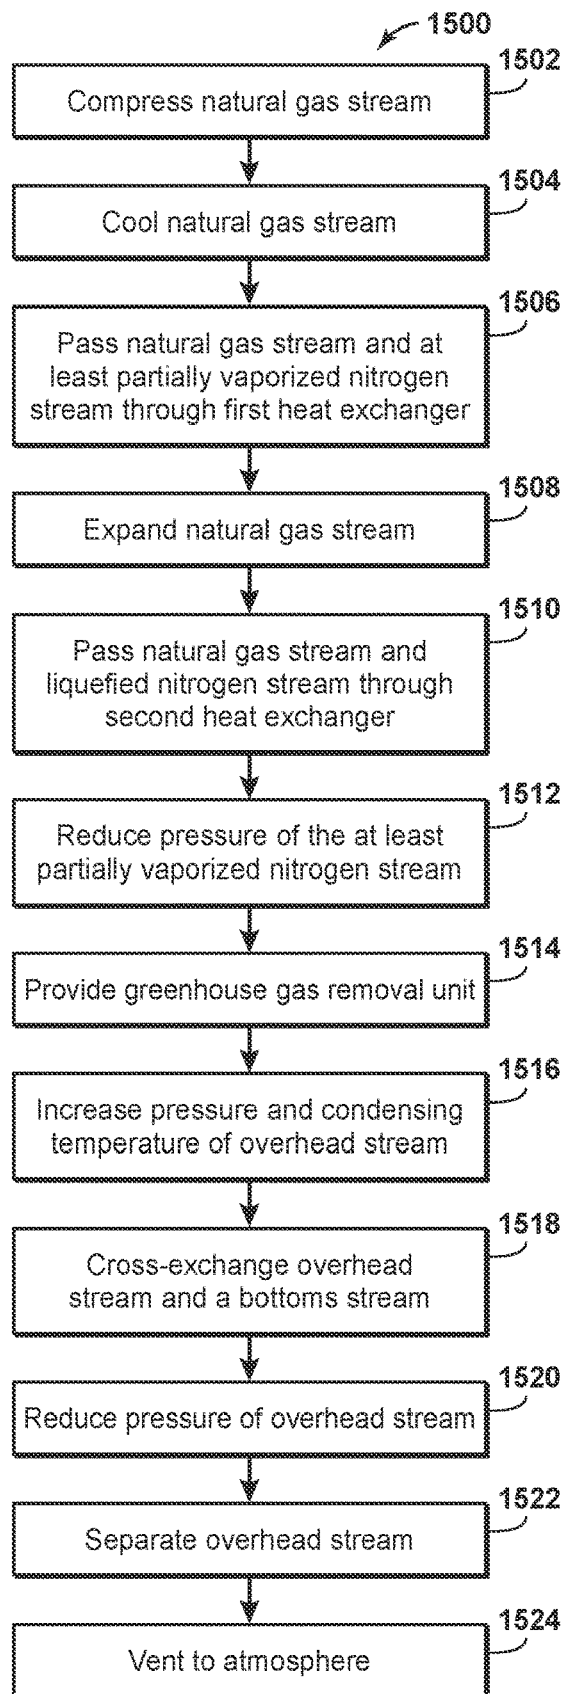 1500
1502
Compress natural gas stream
1504
Cool natural gas stream
1506
Pass natural gas stream and at
least partially vaporized nitrogen
stream through first heat exchanger
1508
Expand natural gas stream
1510
Pass natural gas stream and
liquefied nitrogen stream through
second heat exchanger
1512
Reduce pressure of the at least
partially vaporized nitrogen stream
1514
Provide greenhouse gas removal unit
1516
Increase pressure and condensing
temperature of overhead stream
1518
Cross-exchange overhead
stream and a bottoms stream
1520
Reduce pressure of overhead stream
1522
Separate overhead stream
1524
Vent to atmosphere